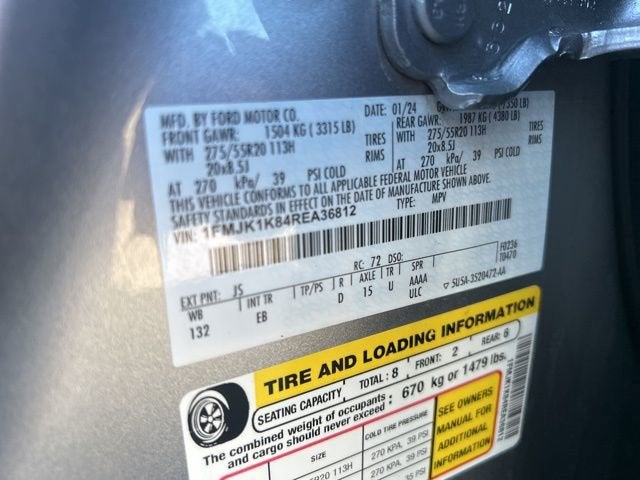 MFD. BY FORD MOTOR CO.
DATE: 01/24
FRONT GAWR: 1504 KG ( 3315 LB)
REAR GAWR: 1987 KG ( 4380 LB)
WITH 275/55R20 113H TIRES
WITH 275/55R20 113H TIRES
20x8.5J RIMS
20x8.5J RIMS
AT 270 kPa/ 39 PSI COLD
AT 270 kPa/ 39 PSI COLD
THIS VEHICLE CONFORMS TO ALL APPLICABLE FEDERAL MOTOR VEHICLE
SAFETY STANDARDS IN EFFECT ON THE DATE OF MANUFACTURE SHOWN ABOVE.
VIN: 1FMJK1K84REA36812
TYPE: MPV
F0236
T0470
EXT PNT: JS RC: 72 DSO:
WB INT TR TP/PS R AXLE TR SPR
132 EB D 15 U AAAA
ULC
▽ SU5A-3520472-AA
TIRE AND LOADING INFORMATION
SEATING CAPACITY TOTAL: 8 FRONT: 2 REAR: 6
The combined weight of occupants
and cargo should never exceed : 670 kg or 1479 lbs.
SIZE COLD TIRE PRESSURE
113H 270 KPA, 39 PSI
270 KPA, 39 PSI
35 PSI
SEE OWNERS
MANUAL FOR
ADDITIONAL
INFORMATION